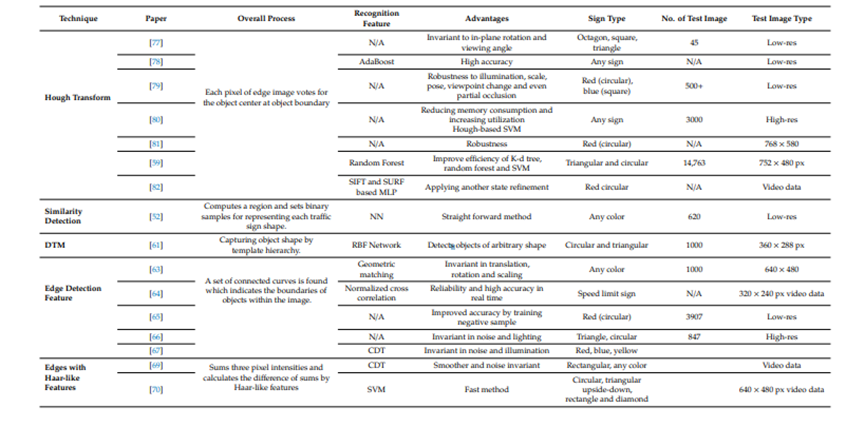 Technique Paper Overall Process Recognition Feature Advantages Sign Type No. of Test Image Test Image Type
Hough Transform
Each pixel of edge image votes for
the object center at object boundary
[77] N/A Invariant to in-plane rotation and viewing angle Octagon, square, triangle 45 Low-res
[78] AdaBoost High accuracy Any sign N/A Low-res
[79] N/A Robustness to illumination, scale, pose, viewpoint change and even partial occlusion Red (circular), blue (square) 500+ Low-res
[80] N/A Reducing memory consumption and increasing utilization Hough-based SVM Any sign 3000 High-res
[81] N/A Robustness Red (circular) N/A 768 × 580
[59] Random Forest Improve efficiency of K-d tree, random forest and SVM Triangular and circular 14,763 752 × 480 px
[82] SIFT and SURF based MLP Applying another state refinement Red circular N/A Video data
Similarity Detection [52] Computes a region and sets binary samples for representing each traffic sign shape. NN Straight forward method Any color 620 Low-res
DTM [61] Capturing object shape by template hierarchy. RBF Network Detects objects of arbitrary shape Circular and triangular 1000 360 × 288 px
Edge Detection Feature
A set of connected curves is found
which indicates the boundaries of
objects within the image.
[63] Geometric matching Invariant in translation, rotation and scaling Any color 1000 640 × 480
[64] Normalized cross correlation Reliability and high accuracy in real time Speed limit sign N/A 320 × 240 px video data
[65] N/A Improved accuracy by training negative sample Red (circular) 3907 Low-res
[66] N/A Invariant in noise and lighting Triangle, circular 847 High-res
[67] CDT Invariant in noise and illumination Red, blue, yellow
Edges with Haar-like Features
Sums three pixel intensities and
calculates the difference of sums by
Haar-like features
[69] CDT Smoother and noise invariant Rectangular, any color Video data
[70] SVM Fast method Circular, triangular upside-down, rectangle and diamond 640 × 480 px video data